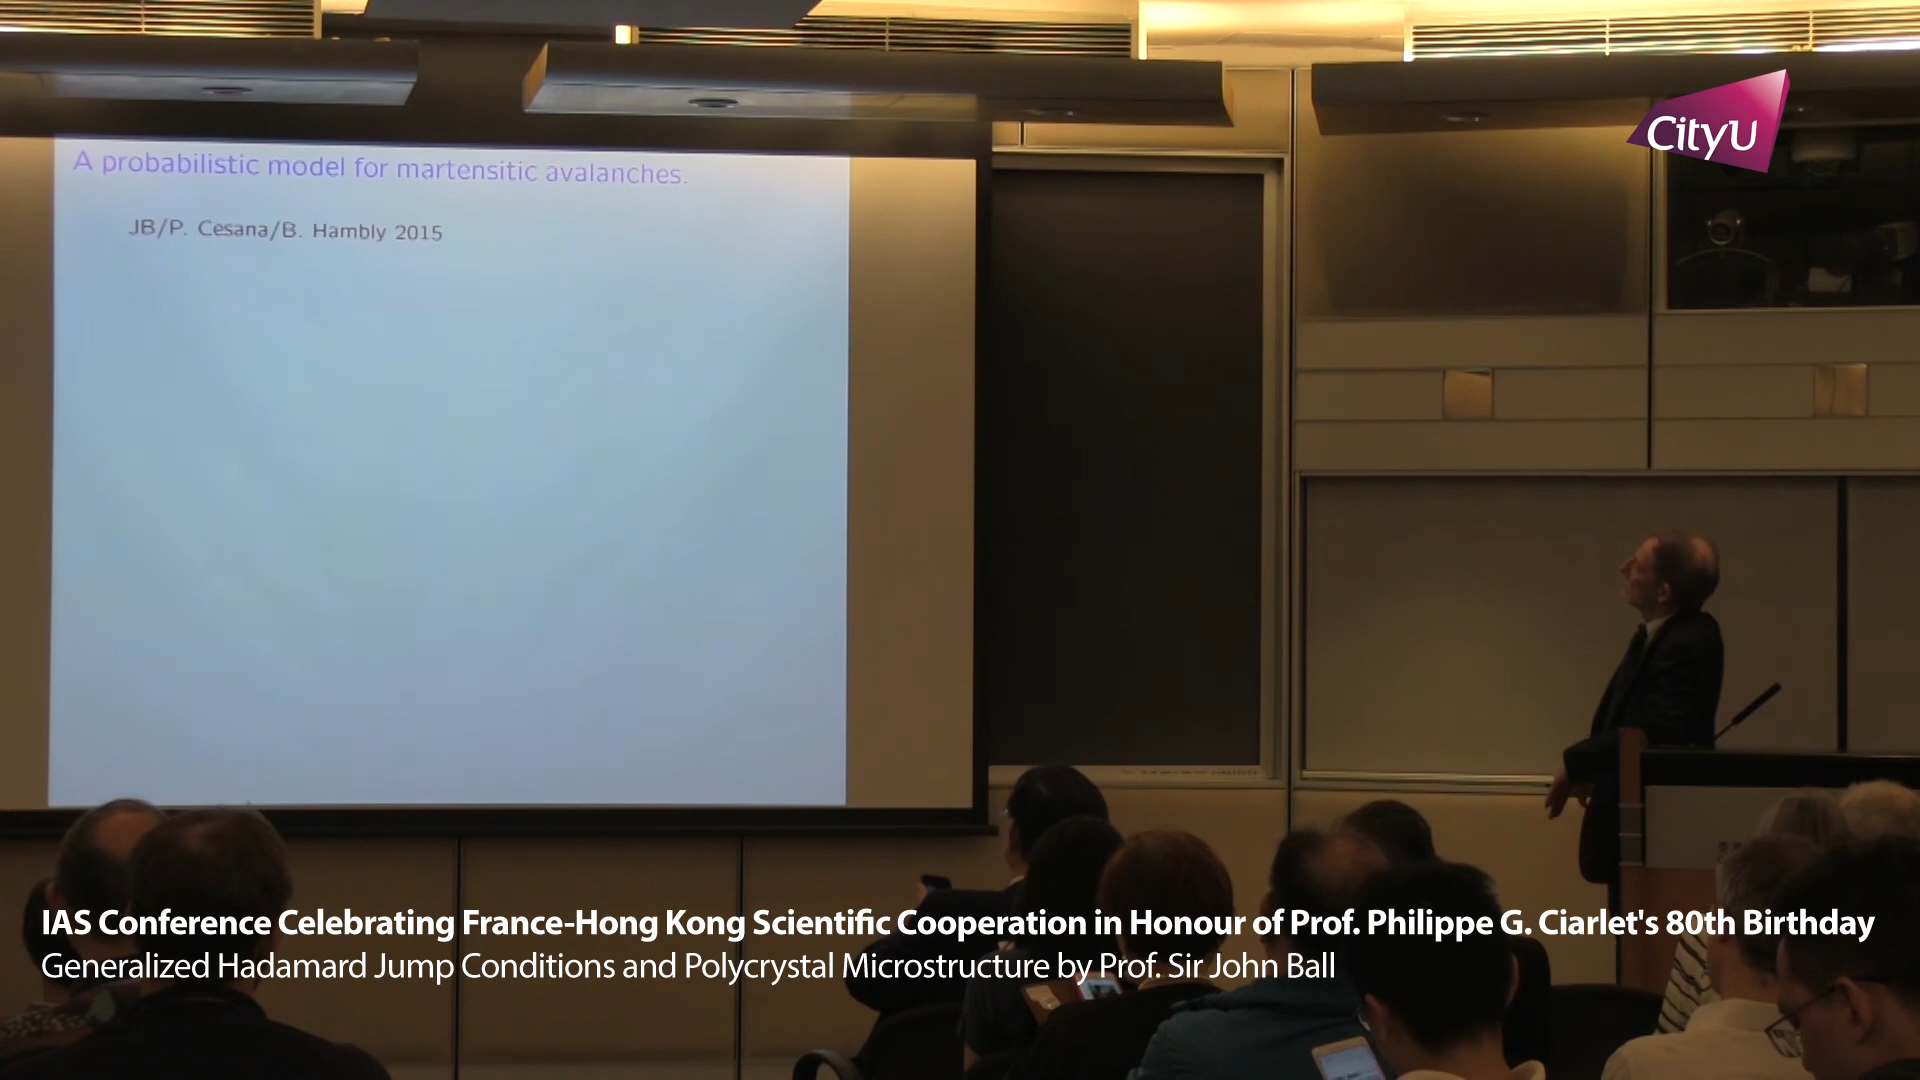 CityU
A probabilistic model for martensitic avalanches.
JB/P. Cesana/B. Hambly 2015
IAS Conference Celebrating France-Hong Kong Scientific Cooperation in Honour of Prof. Philippe G. Ciarlet's 80th Birthday
Generalized Hadamard Jump Conditions and Polycrystal Microstructure by Prof. Sir John Ball